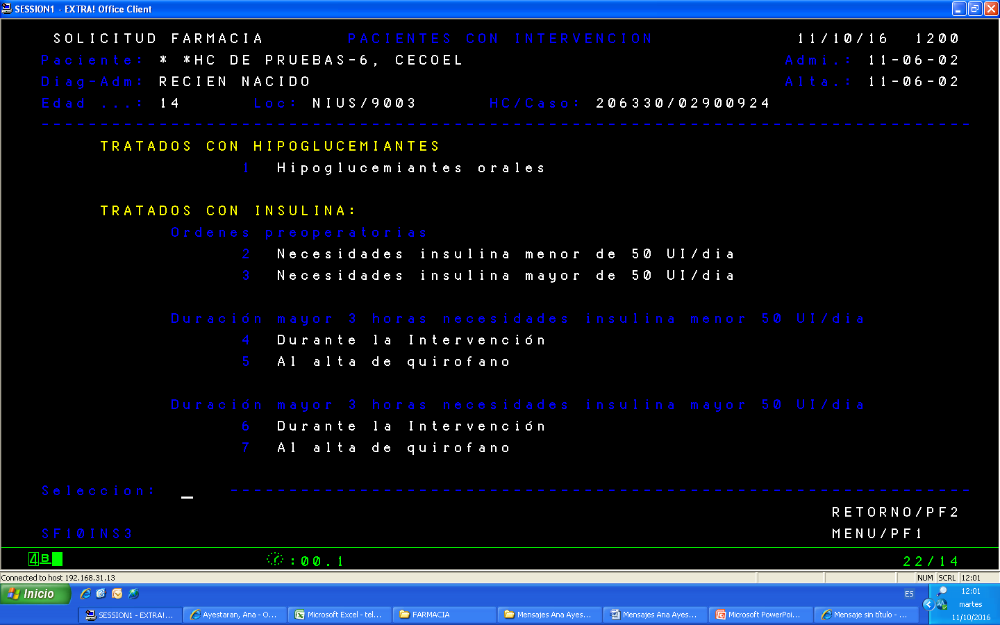 SESSION1 - EXTRA! Office Client
SOLICITUD FARMACIA PACIENTES CON INTERVENCION 11/10/16 1200
Paciente: * *HC DE PRUEBAS-6, CECOEL Admi.: 11-06-02
Diag-Adm: RECIEN NACIDO Alta.: 11-06-02
Edad ...: 14 Loc: NIUS/9003 HC/Caso: 206330/02900924
TRATADOS CON HIPOGLUCEMIANTES
1 Hipoglucemiantes orales
TRATADOS CON INSULINA:
Ordenes preoperatorias
2 Necesidades insulina menor de 50 UI/dia
3 Necesidades insulina mayor de 50 UI/dia
Duración mayor 3 horas necesidades insulina menor 50 UI/dia
4 Durante la Intervención
5 Al alta de quirofano
Duración mayor 3 horas necesidades insulina mayor 50 UI/dia
6 Durante la Intervención
7 Al alta de quirofano
Seleccion: _
RETORNO/PF2
SF10INS3 MENU/PF1
4B :00.1 22/14
Connected to host 192.168.31.13 NUM SCRL 12:01
Inicio ES 12:01
martes
SESSION1 - EXTRA!... Ayestaran, Ana - O... Microsoft Excel - tel... FARMACIA Mensajes Ana Ayes... Mensajes Ana Ayes... Microsoft PowerPoi... Mensaje sin título - ...
11/10/2016